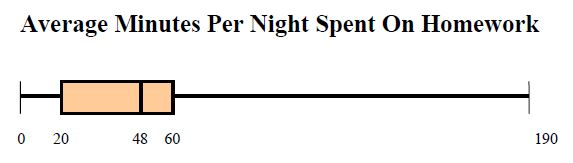 Average Minutes Per Night Spent On Homework
0 20 48 60 190